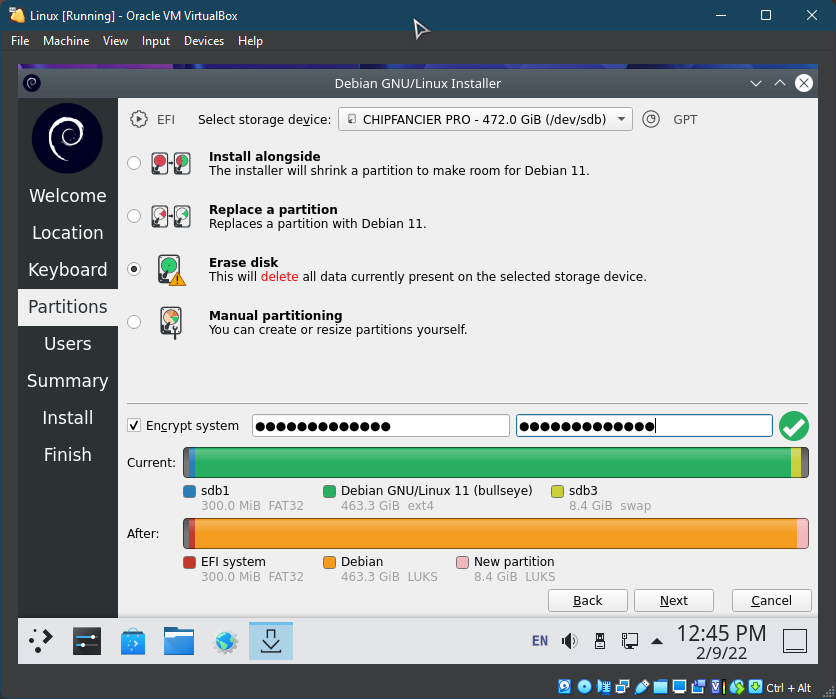 Linux [Running] - Oracle VM VirtualBox
File Machine View Input Devices Help
Debian GNU/Linux Installer
EFI Select storage device: CHIPFANCIER PRO - 472.0 GiB (/dev/sdb) GPT
Install alongside
The installer will shrink a partition to make room for Debian 11.
Welcome
Replace a partition
Replaces a partition with Debian 11.
Location
Keyboard
Erase disk
This will delete all data currently present on the selected storage device.
Partitions
Manual partitioning
You can create or resize partitions yourself.
Users
Summary
Install
Finish
Encrypt system ●●●●●●●●●●●●● ●●●●●●●●●●●●●
Current:
sdb1 Debian GNU/Linux 11 (bullseye) sdb3
300.0 MiB FAT32 463.3 GiB ext4 8.4 GiB swap
After:
EFI system Debian New partition
300.0 MiB FAT32 463.3 GiB LUKS 8.4 GiB LUKS
Back Next Cancel
EN 12:45 PM
2/9/22
Ctrl + Alt